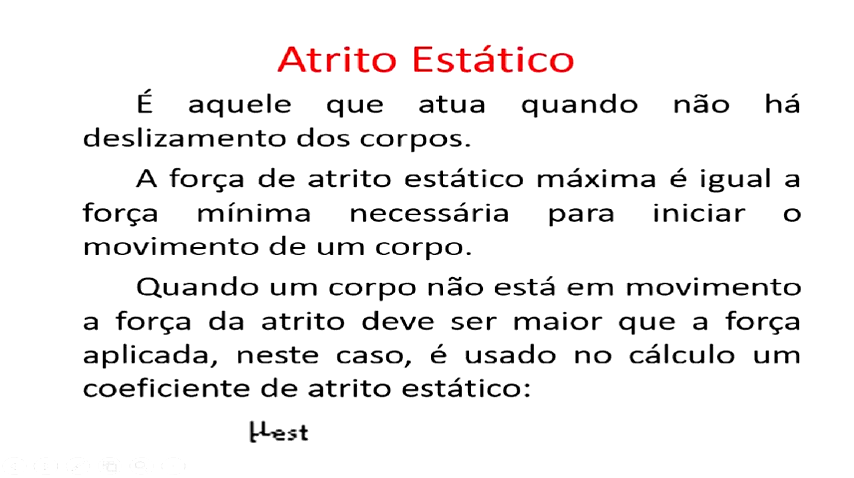 Atrito Estático
É aquele que atua quando não há
deslizamento dos corpos.
A força de atrito estático máxima é igual a
força mínima necessária para iniciar o
movimento de um corpo.
Quando um corpo não está em movimento
a força da atrito deve ser maior que a força
aplicada, neste caso, é usado no cálculo um
coeficiente de atrito estático:
μest